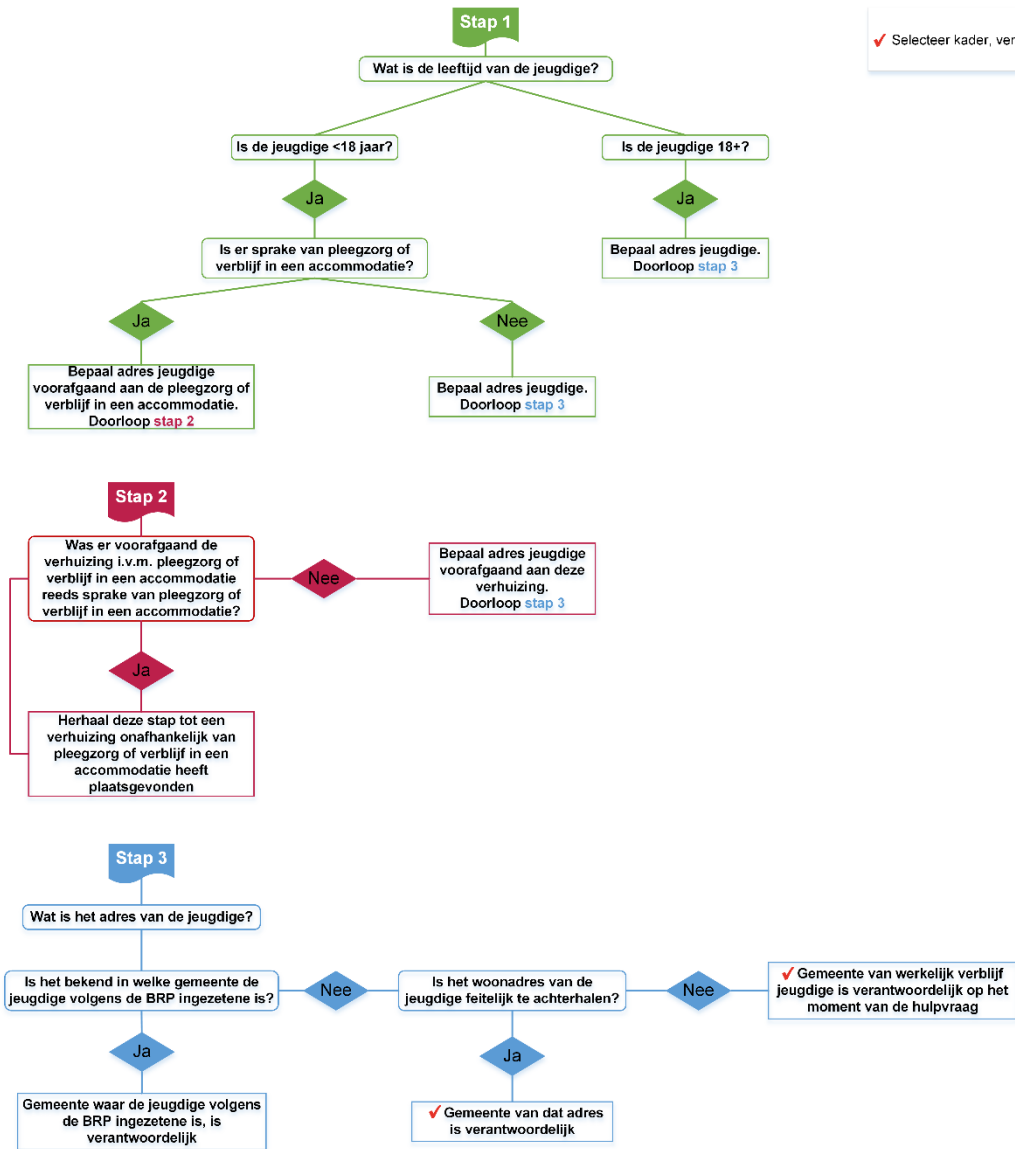 Stap 1
✓ Selecteer kader, ver
Wat is de leeftijd van de jeugdige?
Is de jeugdige <18 jaar?
Is de jeugdige 18+?
Ja
Ja
Is er sprake van pleegzorg of
verblijf in een accommodatie?
Bepaal adres jeugdige.
Doorloop stap 3
Ja
Nee
Bepaal adres jeugdige
voorafgaand aan de pleegzorg of
verblijf in een accommodatie.
Doorloop stap 2
Bepaal adres jeugdige.
Doorloop stap 3
Stap 2
Was er voorafgaand de
verhuizing i.v.m. pleegzorg of
verblijf in een accommodatie
reeds sprake van pleegzorg of
verblijf in een accommodatie?
Nee
Bepaal adres jeugdige
voorafgaand aan deze
verhuizing.
Doorloop stap 3
Ja
Herhaal deze stap tot een
verhuizing onafhankelijk van
pleegzorg of verblijf in een
accommodatie heeft
plaatsgevonden
Stap 3
Wat is het adres van de jeugdige?
Is het bekend in welke gemeente de
jeugdige volgens de BRP ingezetene is?
Nee
Is het woonadres van de
jeugdige feitelijk te achterhalen?
Nee
✓ Gemeente van werkelijk verblijf
jeugdige is verantwoordelijk op het
moment van de hulpvraag
Ja
Ja
Gemeente waar de jeugdige volgens
de BRP ingezetene is, is
verantwoordelijk
✓ Gemeente van dat adres
is verantwoordelijk